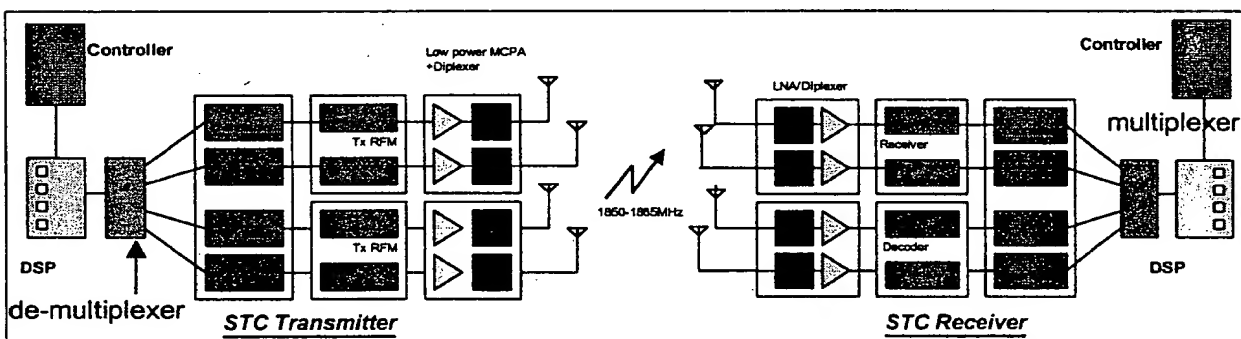 Controller
Low power MCPA
+Diplexer
Tx RFM
Tx RFM
DSP
de-multiplexer
STC Transmitter
1850-1865MHz
Controller
LNA/Diplexer
multiplexer
Receiver
Decoder
DSP
STC Receiver